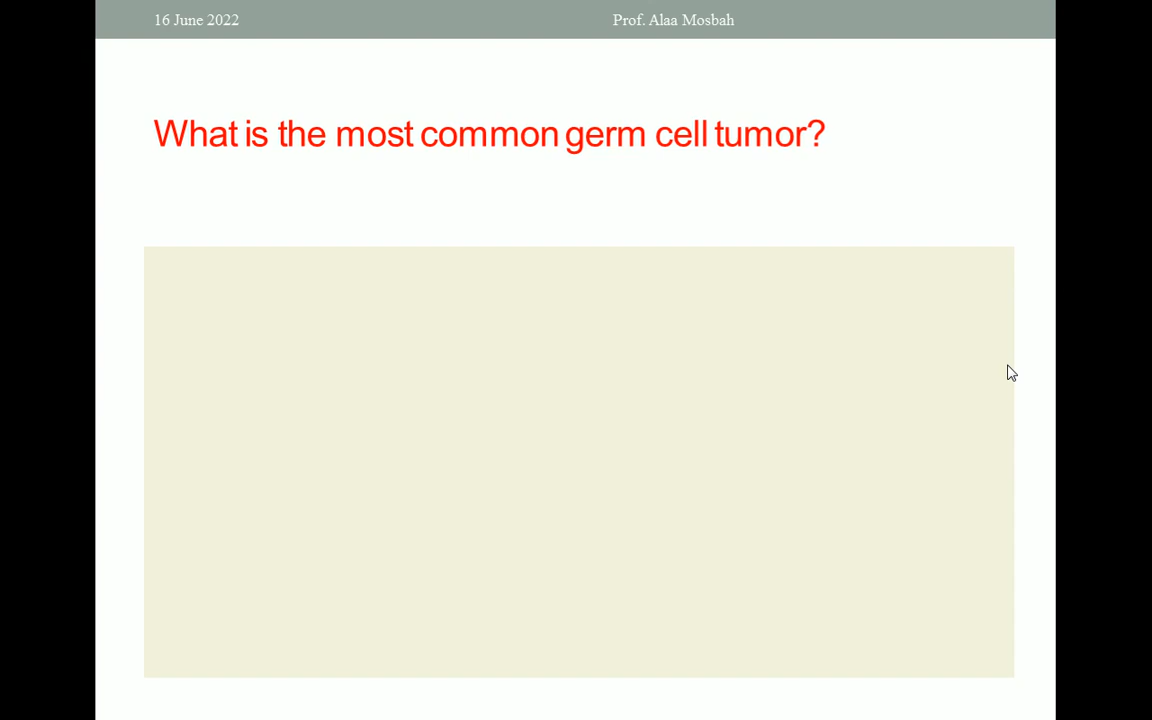 16 June 2022
Prof. Alaa Mosbah
What is the most common germ cell tumor?